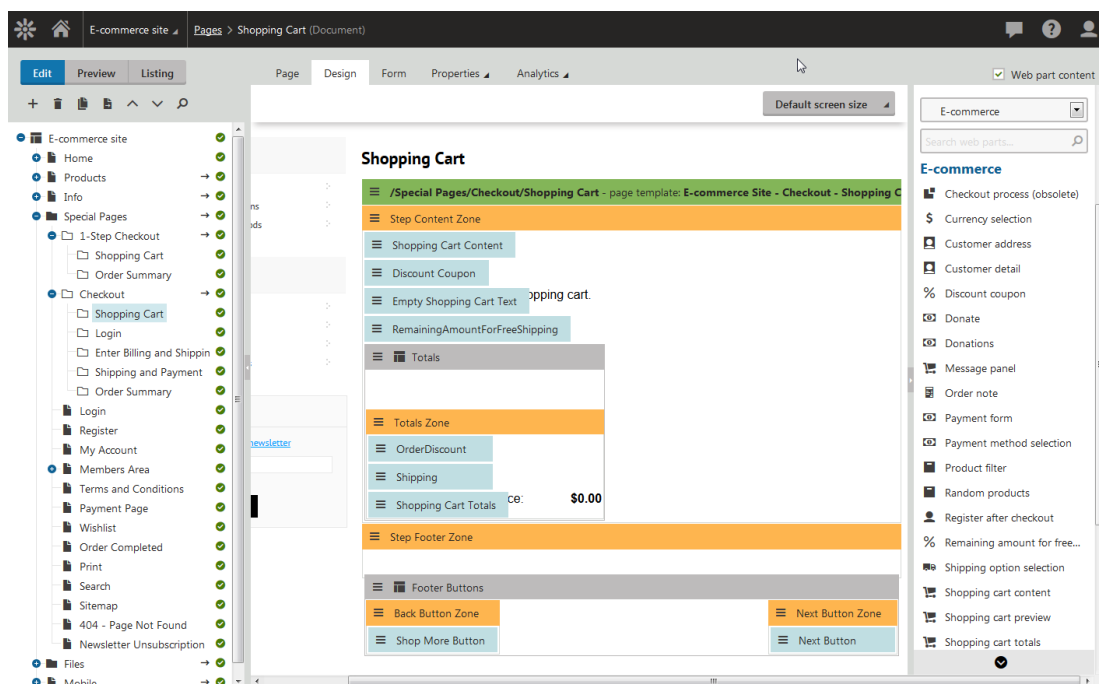 E-commerce site
Pages > Shopping Cart (Document)
Edit
Preview
Listing
Page
Design
Form
Properties
Analytics
Web part content
Default screen size
E-commerce site
Home
Products
Info
Special Pages
1-Step Checkout
Shopping Cart
Order Summary
Checkout
Shopping Cart
Login
Enter Billing and Shippin
Shipping and Payment
Order Summary
Login
Register
My Account
Members Area
Terms and Conditions
Payment Page
Wishlist
Order Completed
Print
Search
Sitemap
404 - Page Not Found
Newsletter Unsubscription
Files
Mobile
newsletter
Shopping Cart
/Special Pages/Checkout/Shopping Cart - page template: E-commerce Site - Checkout - Shopping C
Step Content Zone
Shopping Cart Content
Discount Coupon
Empty Shopping Cart Text
opping cart.
RemainingAmountForFreeShipping
Totals
Totals Zone
OrderDiscount
Shipping
Shopping Cart Totals
ce:
$0.00
Step Footer Zone
Footer Buttons
Back Button Zone
Next Button Zone
Shop More Button
Next Button
E-commerce
Search web parts...
E-commerce
Checkout process (obsolete)
Currency selection
Customer address
Customer detail
Discount coupon
Donate
Donations
Message panel
Order note
Payment form
Payment method selection
Product filter
Random products
Register after checkout
Remaining amount for free...
Shipping option selection
Shopping cart content
Shopping cart preview
Shopping cart totals